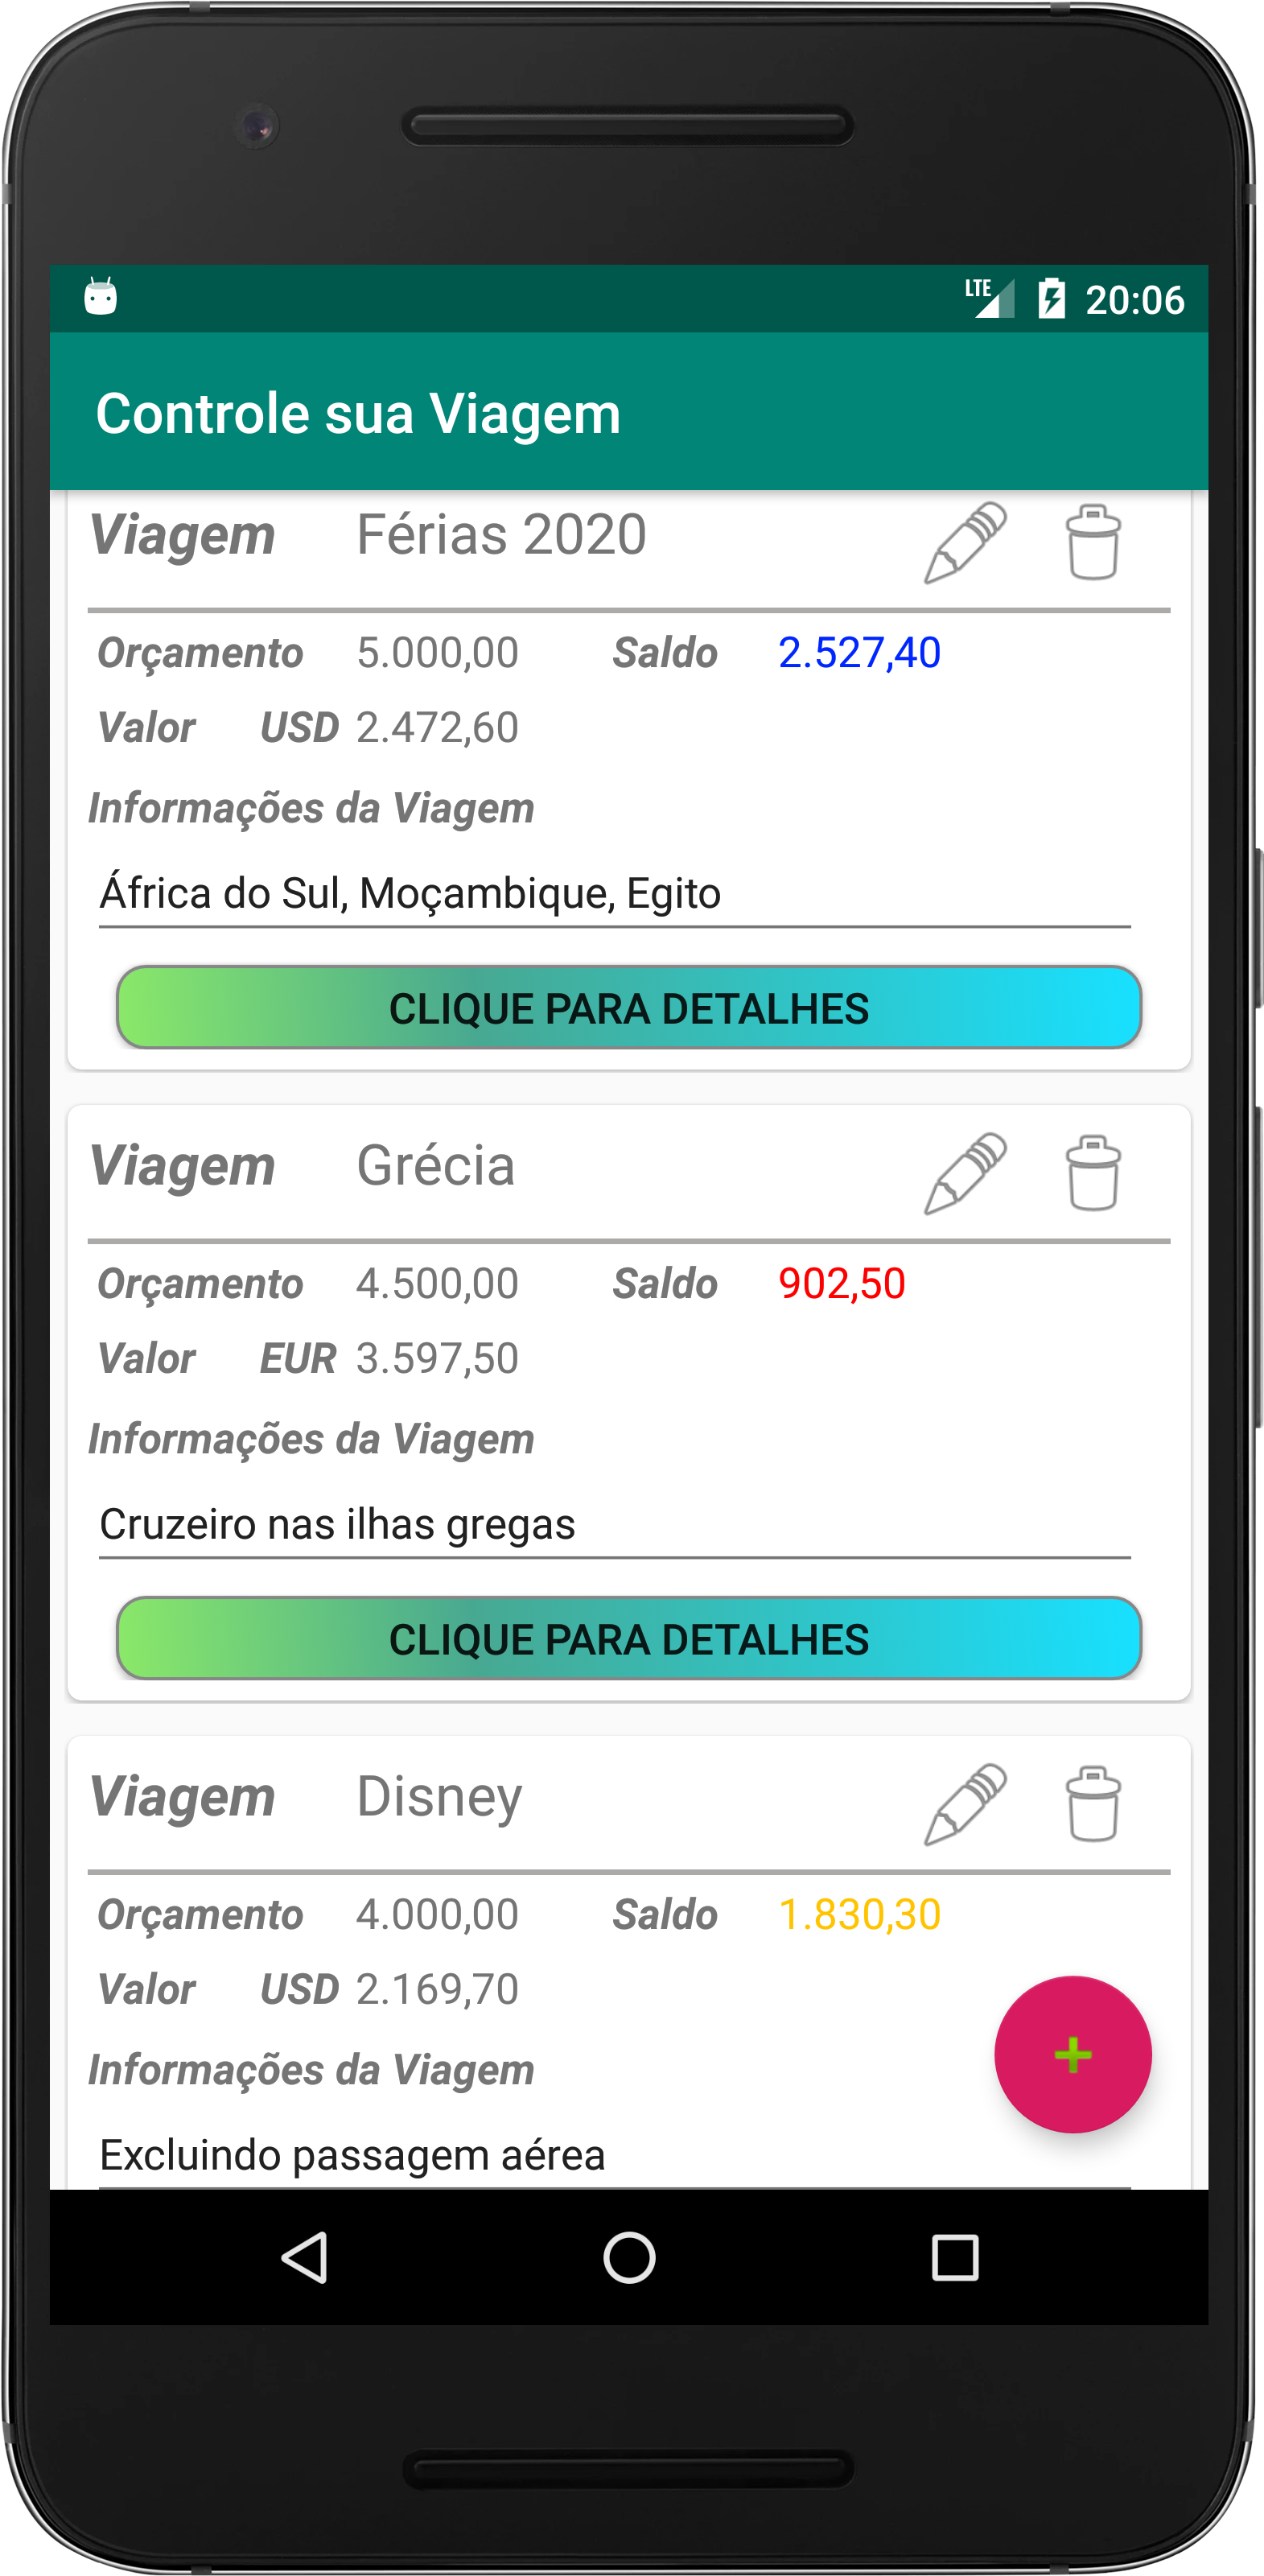 LTE 20:06
Controle sua Viagem
Viagem Férias 2020
Orçamento 5.000,00 Saldo 2.527,40
Valor USD 2.472,60
Informações da Viagem
África do Sul, Moçambique, Egito
CLIQUE PARA DETALHES
Viagem Grécia
Orçamento 4.500,00 Saldo 902,50
Valor EUR 3.597,50
Informações da Viagem
Cruzeiro nas ilhas gregas
CLIQUE PARA DETALHES
Viagem Disney
Orçamento 4.000,00 Saldo 1.830,30
Valor USD 2.169,70
+
Informações da Viagem
Excluindo passagem aérea